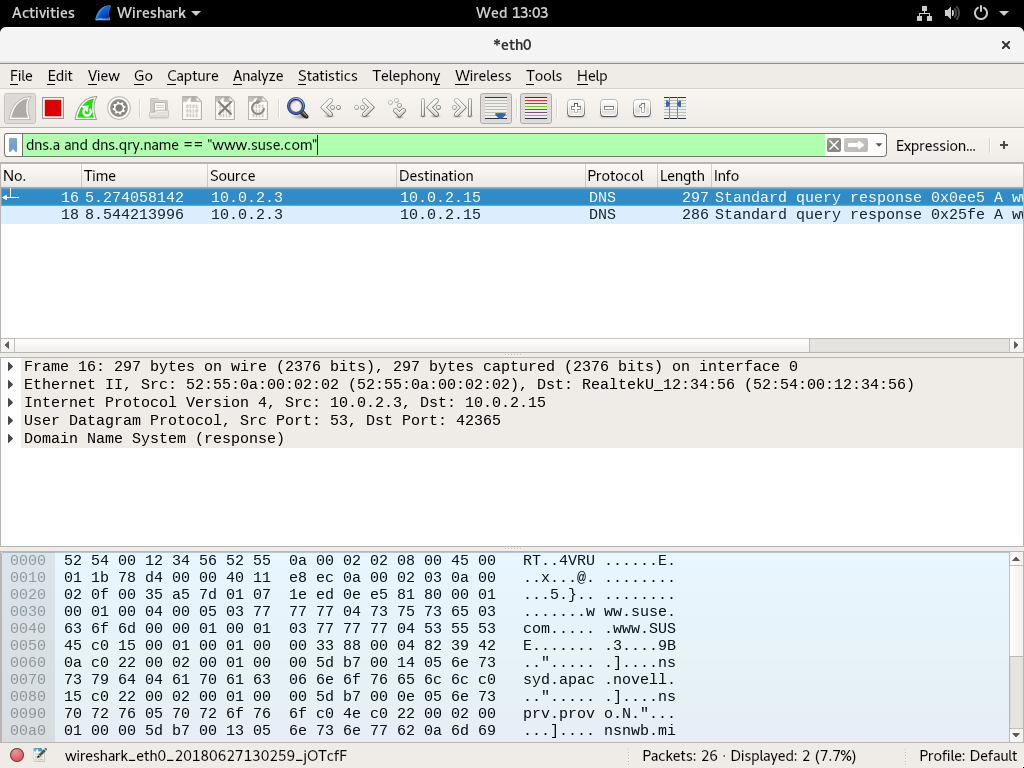 Activities Wireshark Wed 13:03
*eth0
File Edit View Go Capture Analyze Statistics Telephony Wireless Tools Help
dns.a and dns.qry.name == "www.suse.com" Expression... +
No. Time Source Destination Protocol Length Info
16 5.274058142 10.0.2.3 10.0.2.15 DNS 297 Standard query response 0x0ee5 A w
18 8.544213996 10.0.2.3 10.0.2.15 DNS 286 Standard query response 0x25fe A w
Frame 16: 297 bytes on wire (2376 bits), 297 bytes captured (2376 bits) on interface 0
Ethernet II, Src: 52:55:0a:00:02:02 (52:55:0a:00:02:02), Dst: RealtekU_12:34:56 (52:54:00:12:34:56)
Internet Protocol Version 4, Src: 10.0.2.3, Dst: 10.0.2.15
User Datagram Protocol, Src Port: 53, Dst Port: 42365
Domain Name System (response)
0000 52 54 00 12 34 56 52 55 0a 00 02 02 08 00 45 00 RT..4VRU ......E.
0010 01 1b 78 d4 00 00 40 11 e8 ec 0a 00 02 03 0a 00 ..x...@. ........
0020 02 0f 00 35 a5 7d 01 07 1e ed 0e e5 81 80 00 01 ...5.}.. ........
0030 00 01 00 04 00 05 03 77 77 77 04 73 75 73 65 03 .......w ww.suse.
0040 63 6f 6d 00 00 01 00 01 03 77 77 77 04 53 55 53 com..... .www.SUS
0050 45 c0 15 00 01 00 01 00 00 33 88 00 04 82 39 42 E....... .3....9B
0060 0a c0 22 00 02 00 01 00 00 5d b7 00 14 05 6e 73 .."..... .]....ns
0070 73 79 64 04 61 70 61 63 06 6e 6f 76 65 6c 6c c0 syd.apac .novell.
0080 15 c0 22 00 02 00 01 00 00 5d b7 00 0e 05 6e 73 .."..... .]....ns
0090 70 72 76 05 70 72 6f 76 6f c0 4e c0 22 00 02 00 prv.prov o.N."...
00a0 01 00 00 5d b7 00 13 05 6e 73 6e 77 62 0a 6d 69 ...].... nsnwb.mi
wireshark_eth0_20180627130259_jOTcfF Packets: 26 · Displayed: 2 (7.7%) Profile: Default